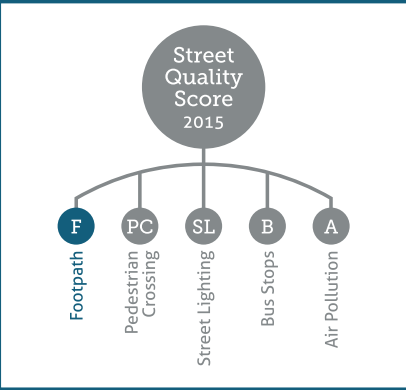 Street
Quality
Score
2015
F
PC
SL
B
A
Footpath
Pedestrian
Crossing
Street Lighting
Bus Stops
Air Pollution